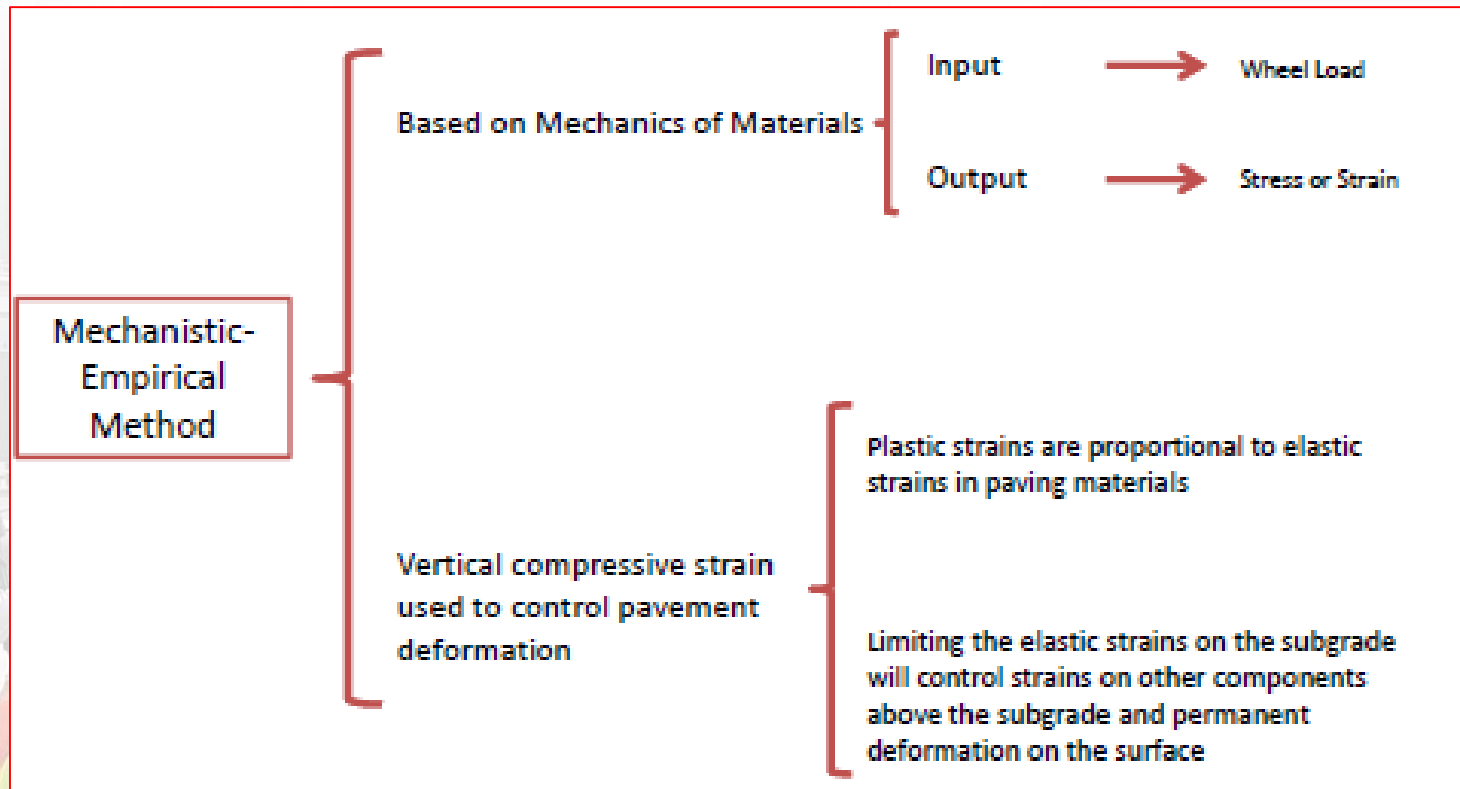 Mechanistic-
Empirical
Method
Based on Mechanics of Materials
Input
Wheel Load
Output
Stress or Strain
Vertical compressive strain
used to control pavement
deformation
Plastic strains are proportional to elastic
strains in paving materials
Limiting the elastic strains on the subgrade
will control strains on other components
above the subgrade and permanent
deformation on the surface